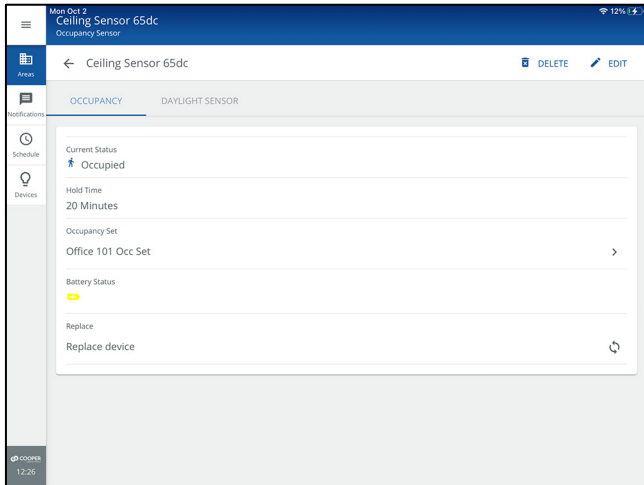 Mon Oct 2
12%
Ceiling Sensor 65dc
Occupancy Sensor
Ceiling Sensor 65dc
DELETE
EDIT
Areas
Notifications
Schedule
Devices
OCCUPANCY
DAYLIGHT SENSOR
Current Status
Occupied
Hold Time
20 Minutes
Occupancy Set
Office 101 Occ Set
Battery Status
Replace
Replace device
COOPER
12:26